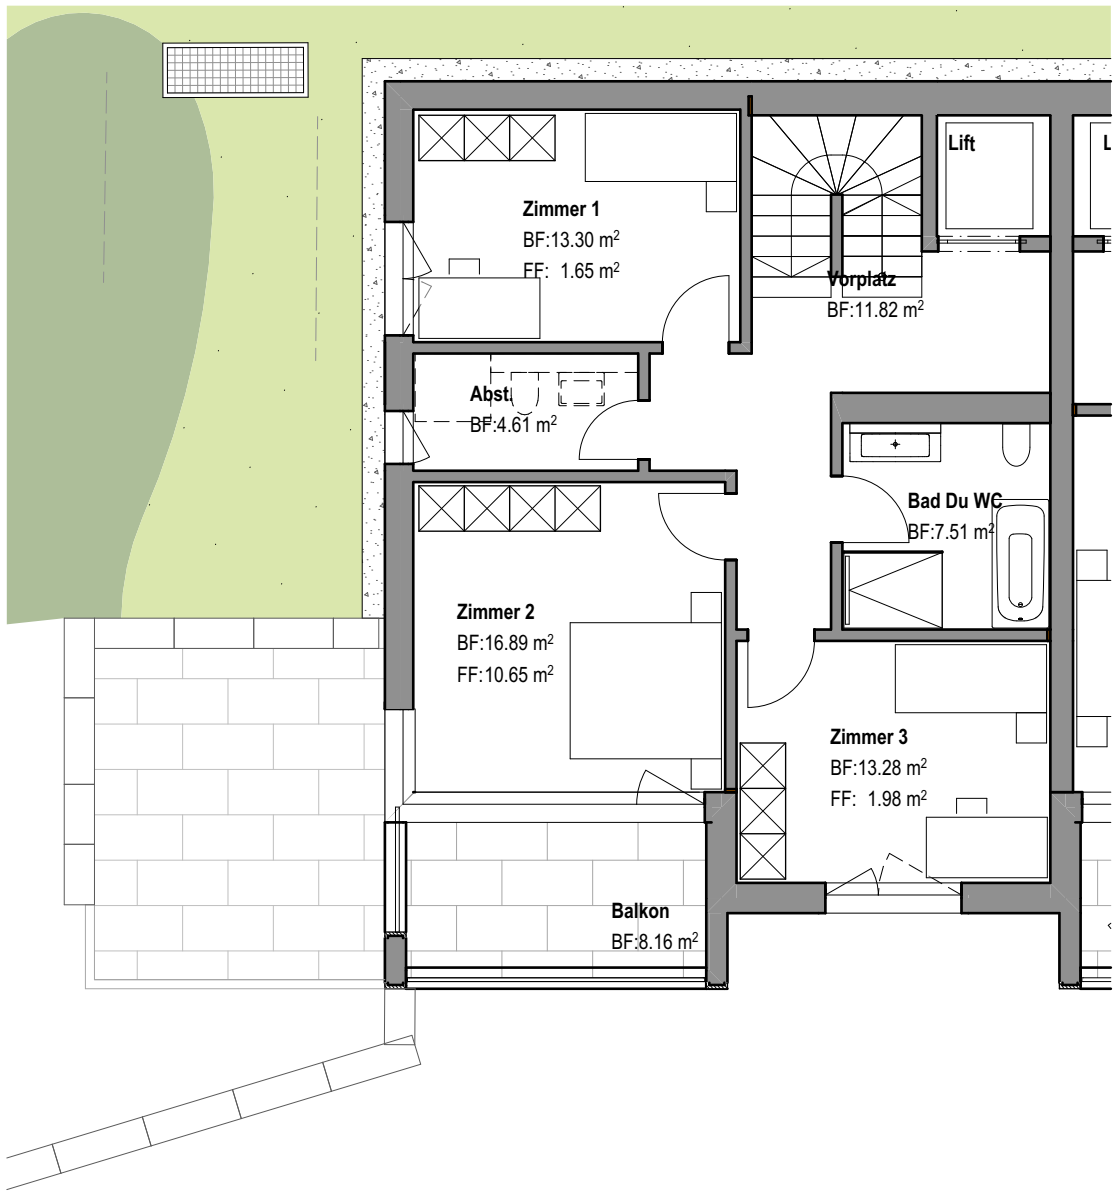 Lift
L
Zimmer 1
BF:13.30 m²
FF: 1.65 m²
Vorplatz
BF:11.82 m²
Abst.
BF:4.61 m²
Bad Du WC
BF:7.51 m²
Zimmer 2
BF:16.89 m²
FF:10.65 m²
Zimmer 3
BF:13.28 m²
FF: 1.98 m²
Balkon
BF:8.16 m²